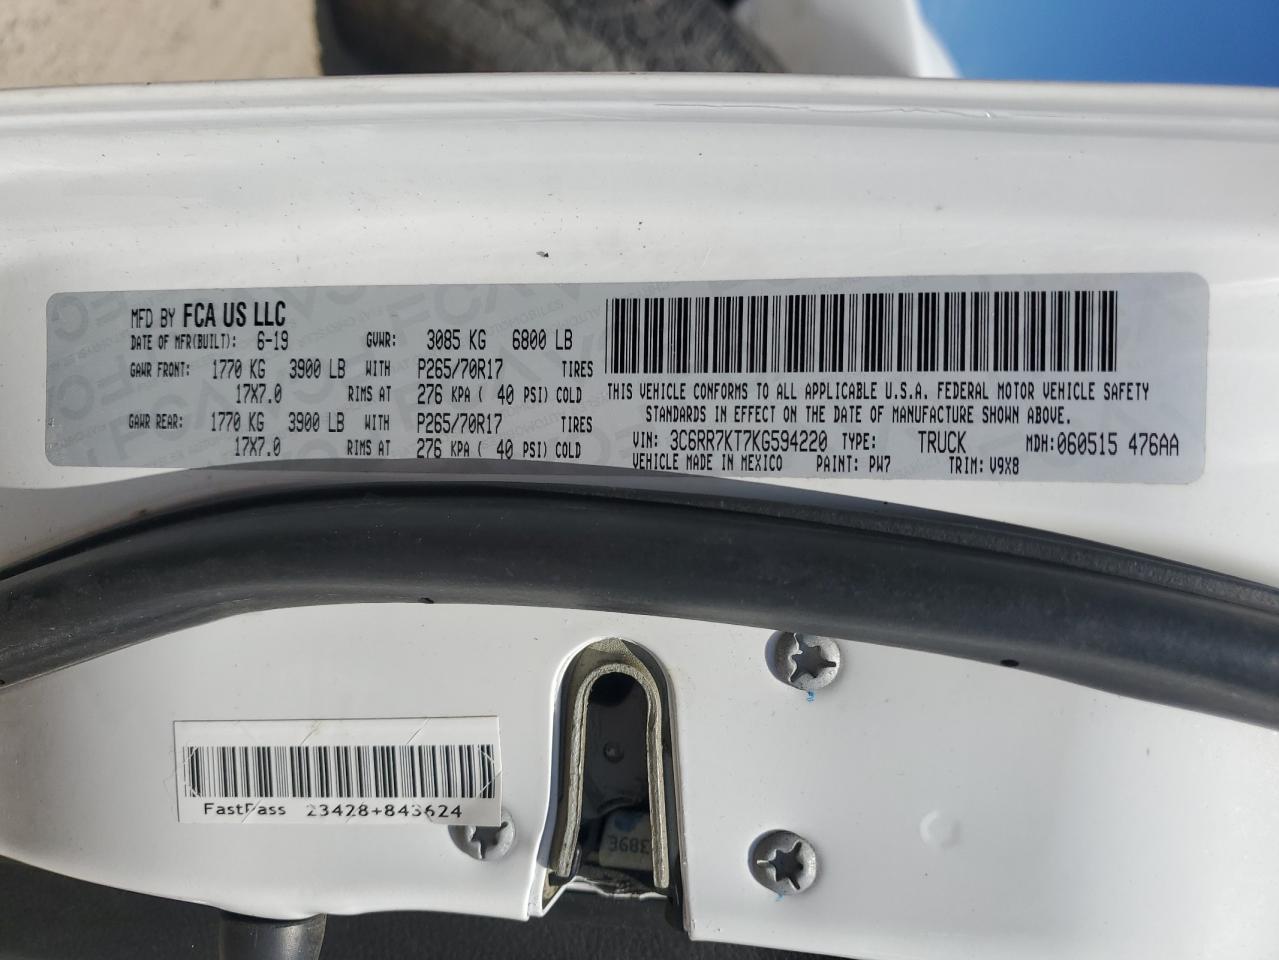 MFD BY FCA US LLC
DATE OF MFR(BUILT): 6-19 GVWR: 3085 KG 6800 LB
GAWR FRONT: 1770 KG 3900 LB WITH P265/70R17 TIRES
17X7.0 RIMS AT 276 KPA ( 40 PSI) COLD
GAWR REAR: 1770 KG 3900 LB WITH P265/70R17 TIRES
17X7.0 RIMS AT 276 KPA ( 40 PSI) COLD
THIS VEHICLE CONFORMS TO ALL APPLICABLE U.S.A. FEDERAL MOTOR VEHICLE SAFETY
STANDARDS IN EFFECT ON THE DATE OF MANUFACTURE SHOWN ABOVE.
VIN: 3C6RR7KT7KG594220 TYPE: TRUCK MDH:060515 476AA
VEHICLE MADE IN MEXICO PAINT: PW7 TRIM: V9X8
FastPass 23428+843624
389E